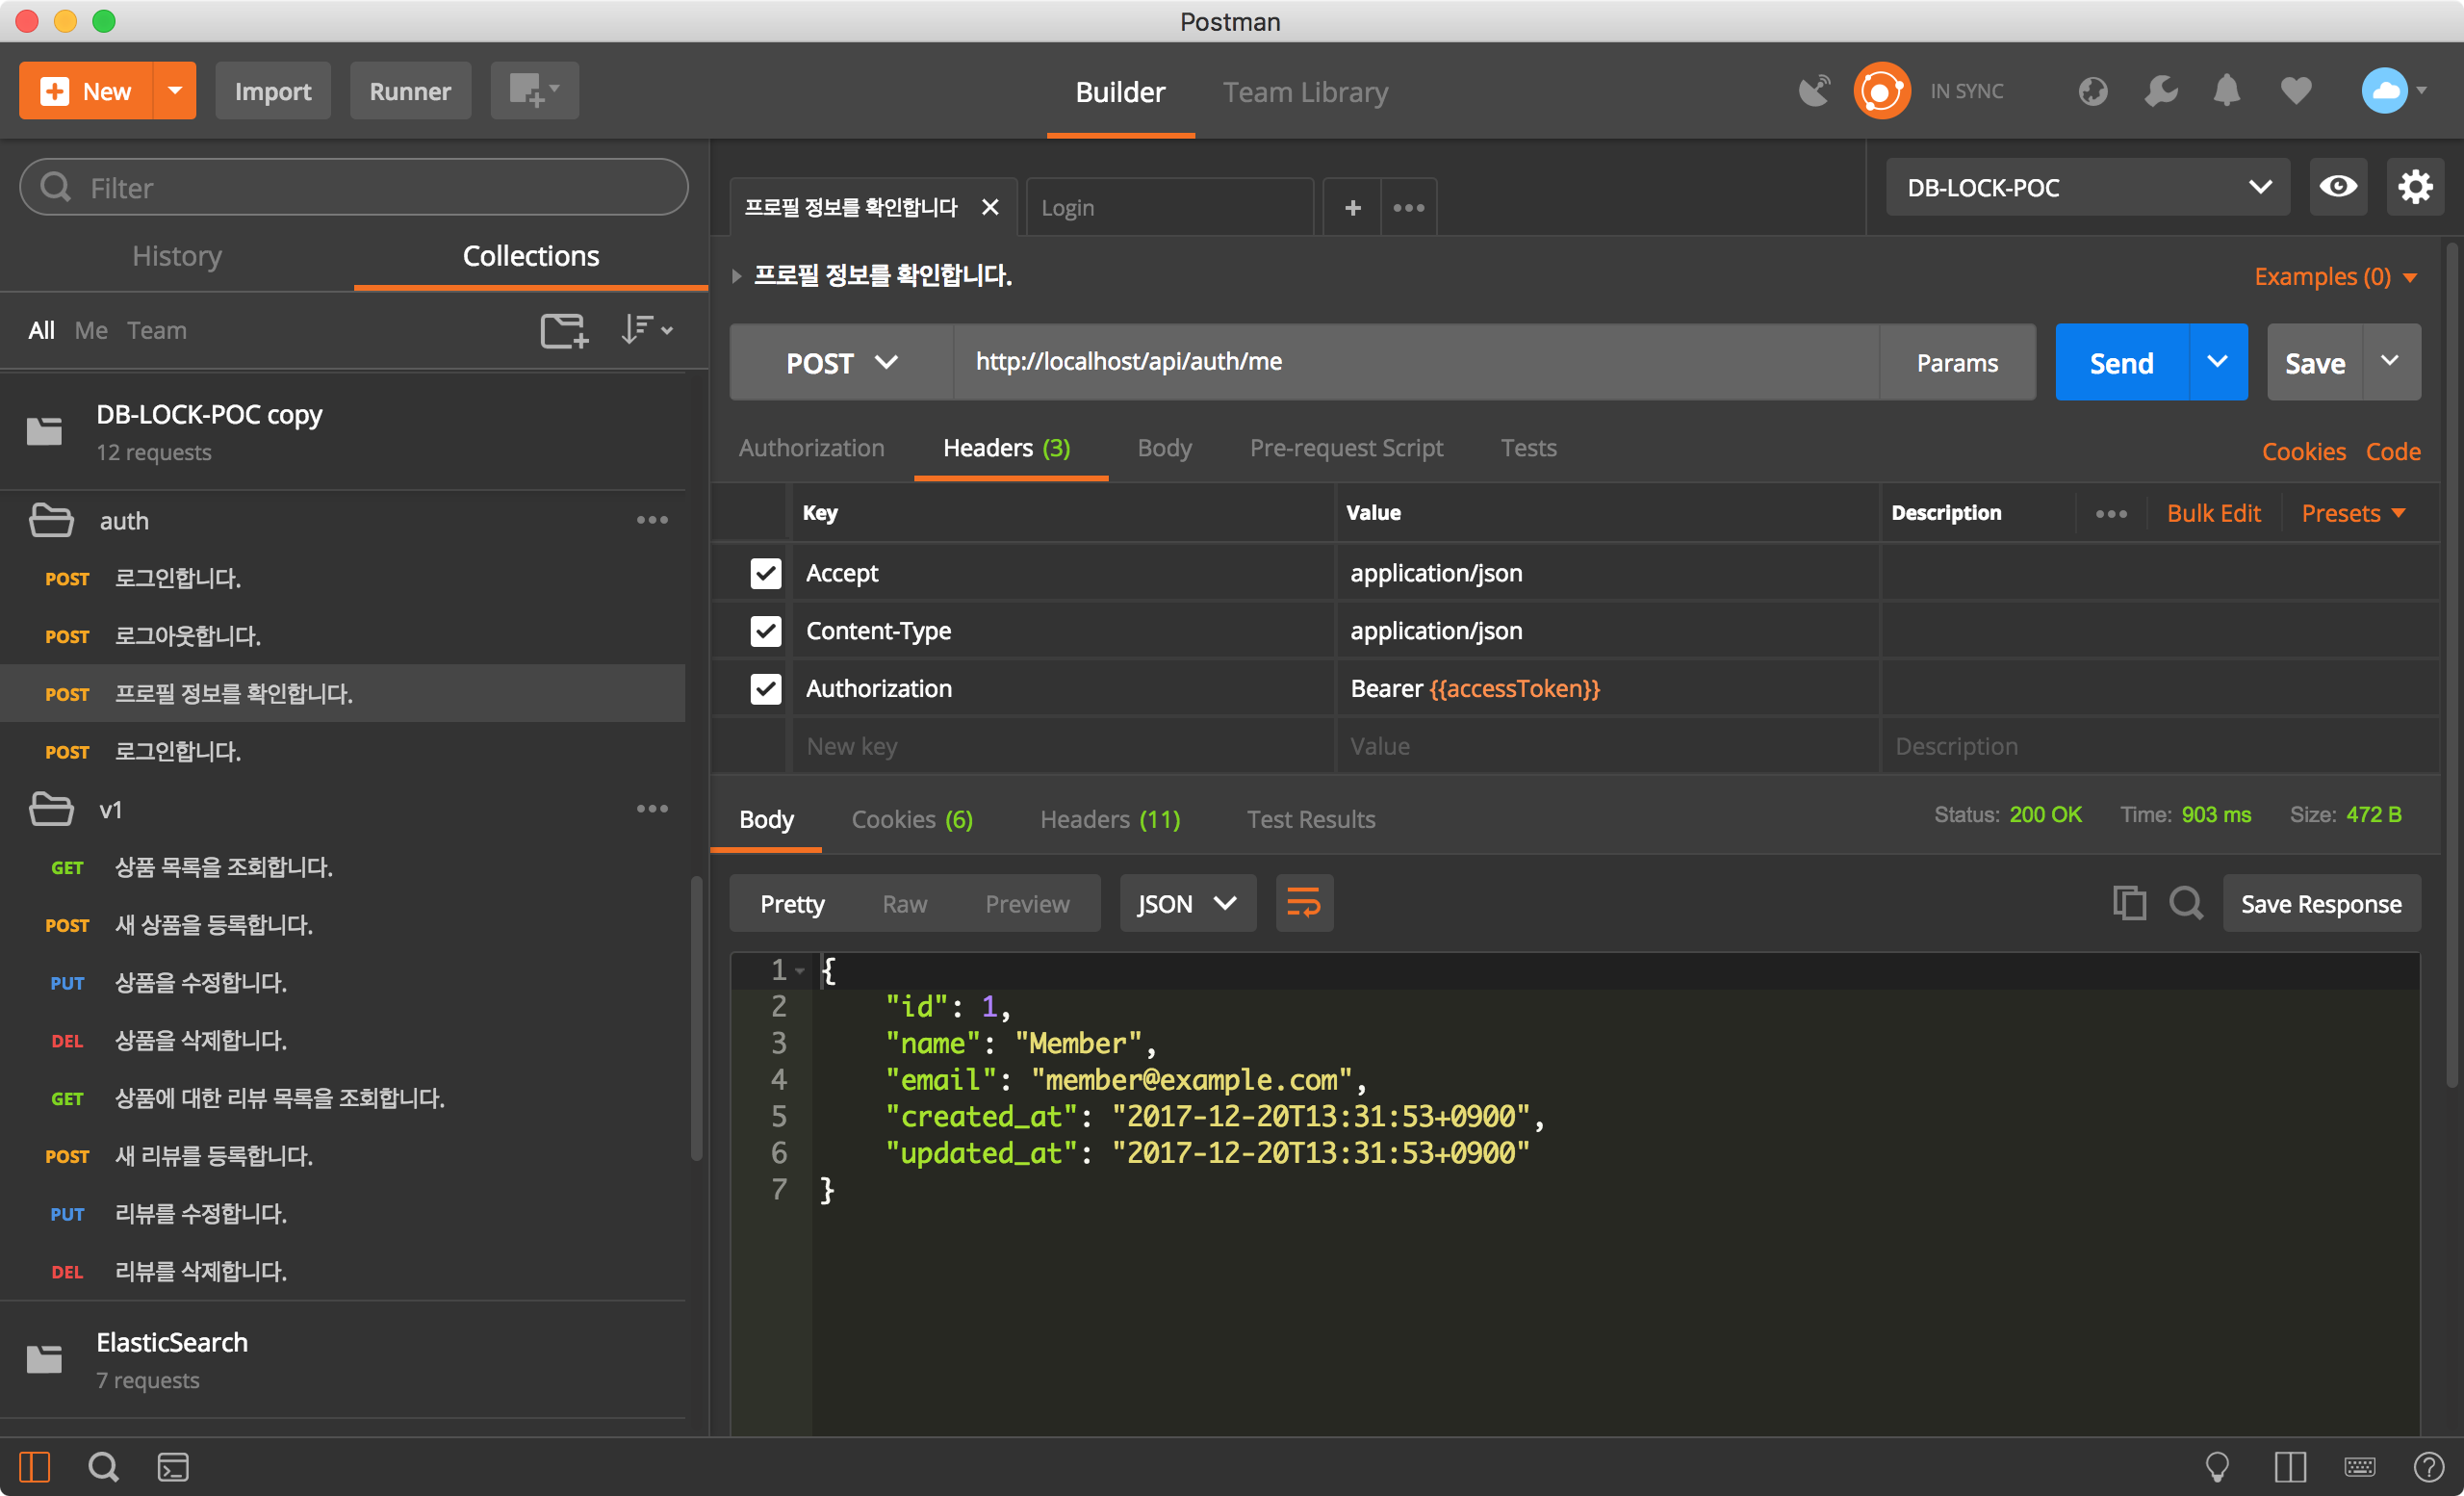 Postman
New
Import
Runner
Builder
Team Library
IN SYNC
Filter
History
Collections
All
Me
Team
DB-LOCK-POC copy
12 requests
auth
POST 로그인합니다.
POST 로그아웃합니다.
POST 프로필 정보를 확인합니다.
POST 로그인합니다.
v1
GET 상품 목록을 조회합니다.
POST 새 상품을 등록합니다.
PUT 상품을 수정합니다.
DEL 상품을 삭제합니다.
GET 상품에 대한 리뷰 목록을 조회합니다.
POST 새 리뷰를 등록합니다.
PUT 리뷰를 수정합니다.
DEL 리뷰를 삭제합니다.
ElasticSearch
7 requests
프로필 정보를 확인합니다
Login
DB-LOCK-POC
프로필 정보를 확인합니다.
Examples (0)
POST http://localhost/api/auth/me Params Send Save
Authorization Headers (3) Body Pre-request Script Tests Cookies Code
Key Value Description Bulk Edit Presets
Accept application/json
Content-Type application/json
Authorization Bearer {{accessToken}}
New key Value Description
Body Cookies (6) Headers (11) Test Results Status: 200 OK Time: 903 ms Size: 472 B
Pretty Raw Preview JSON Save Response
1 {
2 "id": 1,
3 "name": "Member",
4 "email": "member@example.com",
5 "created_at": "2017-12-20T13:31:53+0900",
6 "updated_at": "2017-12-20T13:31:53+0900"
7 }